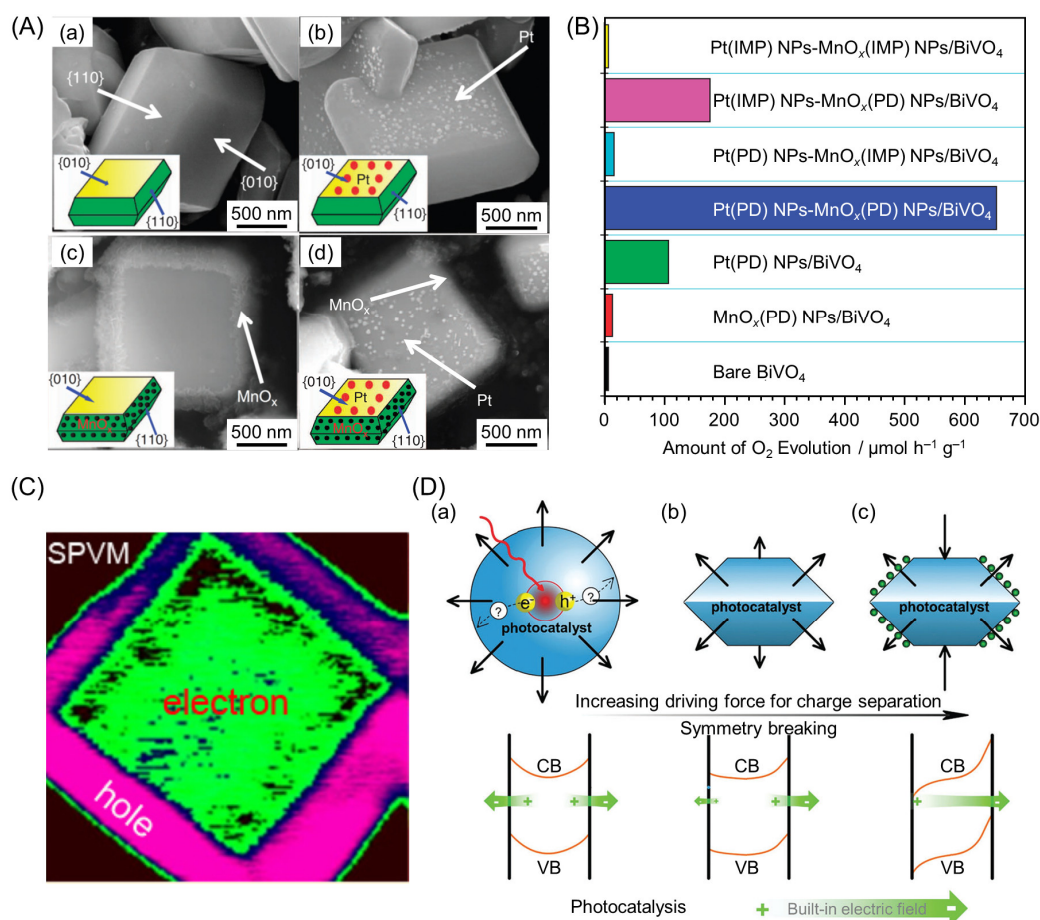 (A)
(a)
{110}
{010}
{010}
{110}
500 nm
(b)
Pt
{010}
Pt
{110}
500 nm
(c)
MnOx
{010}
MnOx
{110}
500 nm
(d)
MnOx
Pt
{010}
Pt
MnOx
{110}
500 nm
(B)
Pt(IMP) NPs-MnOx(IMP) NPs/BiVO4
Pt(IMP) NPs-MnOx(PD) NPs/BiVO4
Pt(PD) NPs-MnOx(IMP) NPs/BiVO4
Pt(PD) NPs-MnOx(PD) NPs/BiVO4
Pt(PD) NPs/BiVO4
MnOx(PD) NPs/BiVO4
Bare BiVO4
0 100 200 300 400 500 600 700
Amount of O2 Evolution / μmol h–1 g–1
(C)
SPVM
electron
hole
(D)
(a)
? e- h+ ?
photocatalyst
(b)
photocatalyst
(c)
photocatalyst
Increasing driving force for charge separation
Symmetry breaking
CB
- + + -
VB
CB
- + + -
VB
CB
+ -
VB
Photocatalysis
+ Built-in electric field -